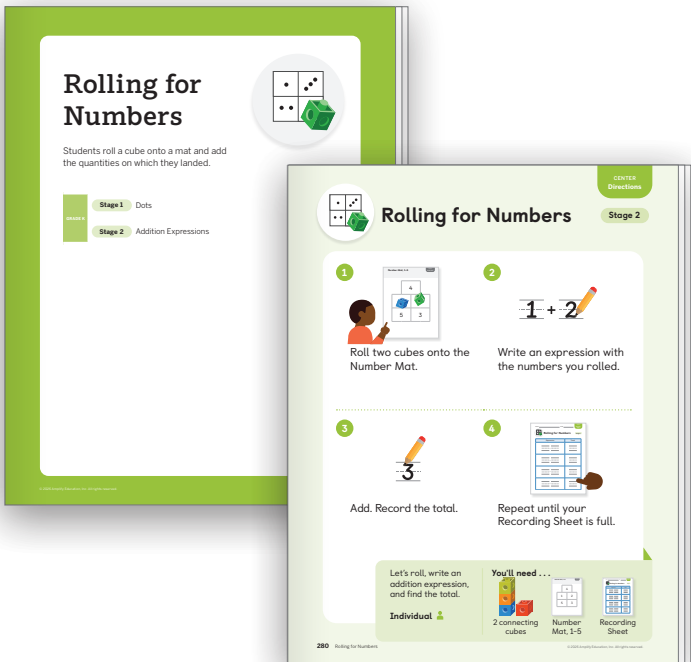 Rolling for
Numbers
Students roll a cube onto a mat and add
the quantities on which they landed.
GRADE K
Stage 1 Dots
Stage 2 Addition Expressions
CENTER
Directions
Rolling for Numbers
Stage 2
1
4
5 3
Roll two cubes onto the
Number Mat.
2
1 + 2
Write an expression with
the numbers you rolled.
3
3
Add. Record the total.
4
Rolling for Numbers
Repeat until your
Recording Sheet is full.
Let's roll, write an
addition expression,
and find the total.
Individual
You'll need . . .
2 connecting
cubes
Number
Mat, 1-5
Recording
Sheet
280 Rolling for Numbers